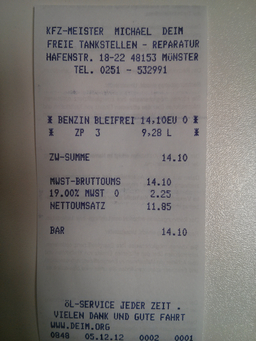 KFZ-MEISTER MICHAEL DEIM
FREIE TANKSTELLEN - REPARATUR
HAFENSTR. 18-22 48153 MÜNSTER
TEL. 0251 - 532991
* BENZIN BLEIFREI 14,10EU 0 *
* ZP 3 9,28 L *
ZW-SUMME 14.10
MWST-BRUTTOUMS 14.10
19.00% MWST 0 2.25
NETTOUMSATZ 11.85
BAR 14.10
ÖL-SERVICE JEDER ZEIT .
VIELEN DANK UND GUTE FAHRT
WWW.DEIM.ORG
0948 05.12.12 0002 0001